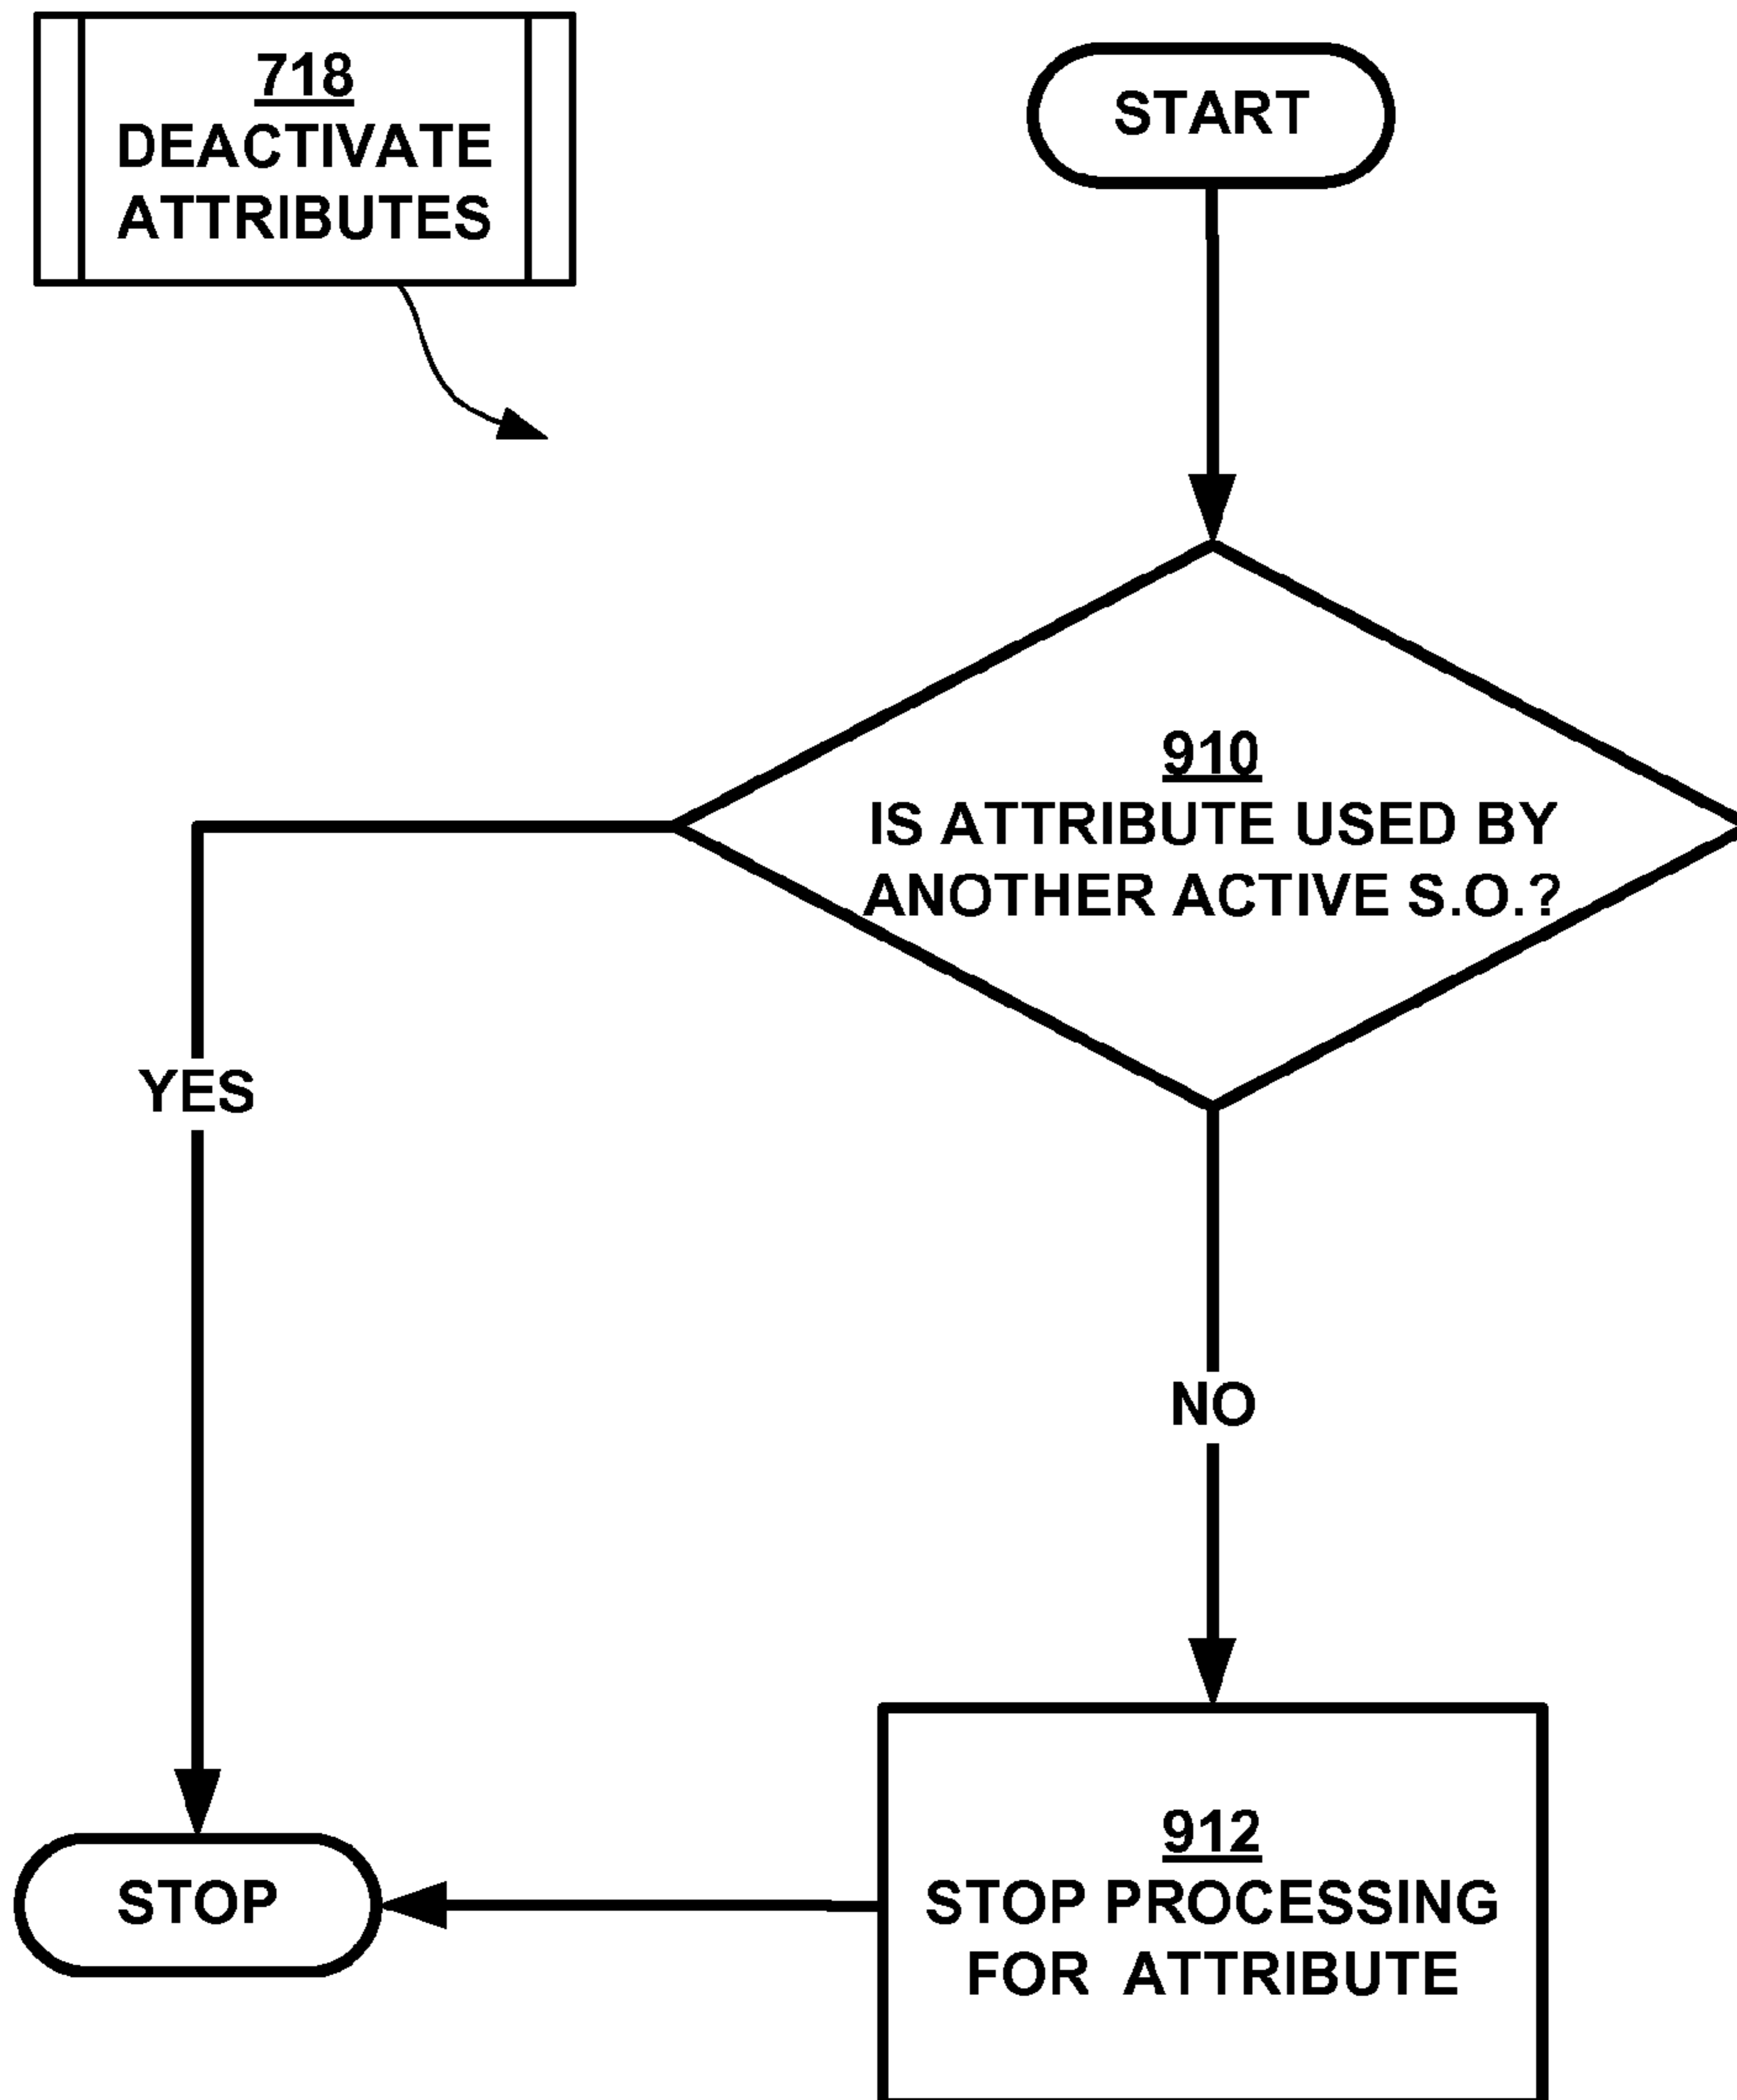 718
DEACTIVATE
ATTRIBUTES
START
910
IS ATTRIBUTE USED BY
ANOTHER ACTIVE S.O.?
YES
NO
912
STOP PROCESSING
FOR ATTRIBUTE
STOP